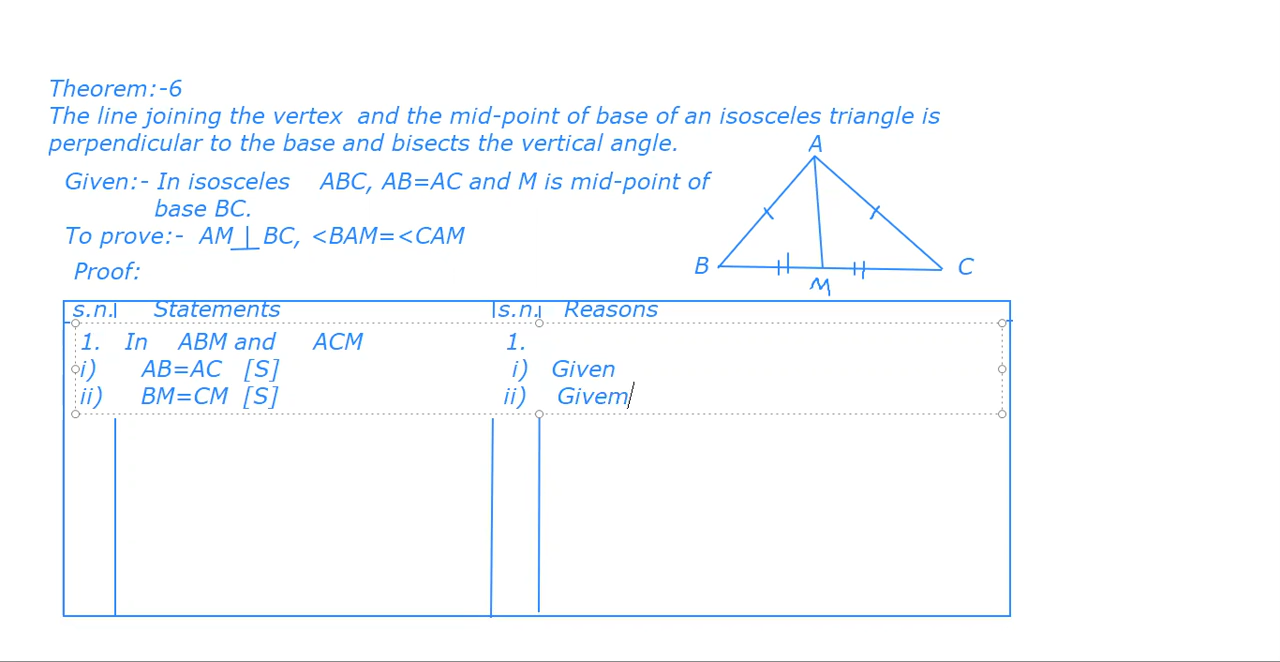 Theorem:-6
The line joining the vertex and the mid-point of base of an isosceles triangle is
perpendicular to the base and bisects the vertical angle.
A
Given:- In isosceles ABC, AB=AC and M is mid-point of
base BC.
To prove:- AM | BC, <BAM=<CAM
B C
M
Proof:
s.n. Statements s.n. Reasons
1. In ABM and ACM 1.
i) AB=AC [S] i) Given
ii) BM=CM [S] ii) Givem